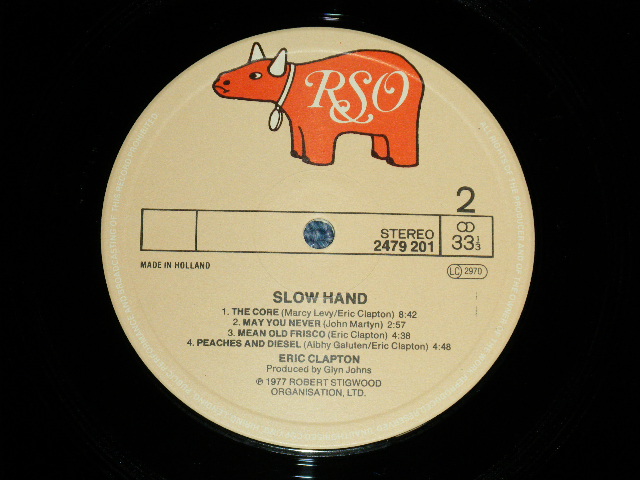 RSO
2
STEREO
2479 201
33⅓
MADE IN HOLLAND
LC 2970
SLOW HAND
1. THE CORE (Marcy Levy/Eric Clapton) 8:42
2. MAY YOU NEVER (John Martyn) 2:57
3. MEAN OLD FRISCO (Eric Clapton) 4:38
4. PEACHES AND DIESEL (Albhy Galuten/Eric Clapton) 4:48
ERIC CLAPTON
Produced by Glyn Johns
℗ 1977 ROBERT STIGWOOD
ORGANISATION, LTD.